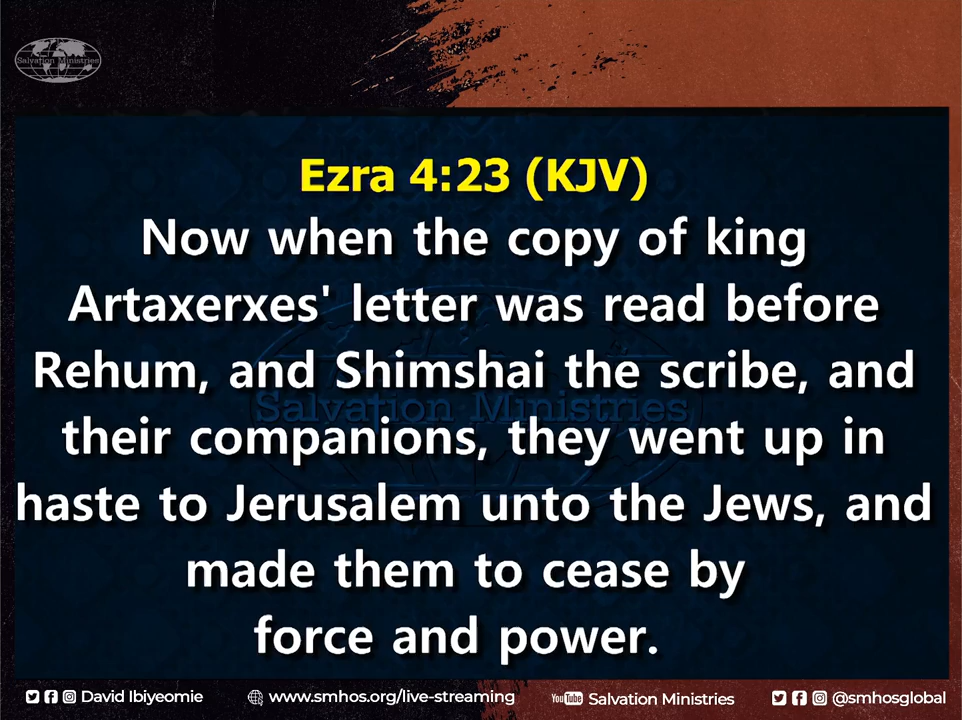 Salvation Ministries
Ezra 4:23 (KJV)
Now when the copy of king
Artaxerxes' letter was read before
Rehum, and Shimshai the scribe, and
Salvation Ministries
their companions, they went up in
haste to Jerusalem unto the Jews, and
made them to cease by
force and power.
David Ibiyeomie www.smhos.org/live-streaming YouTube Salvation Ministries @smhosglobal